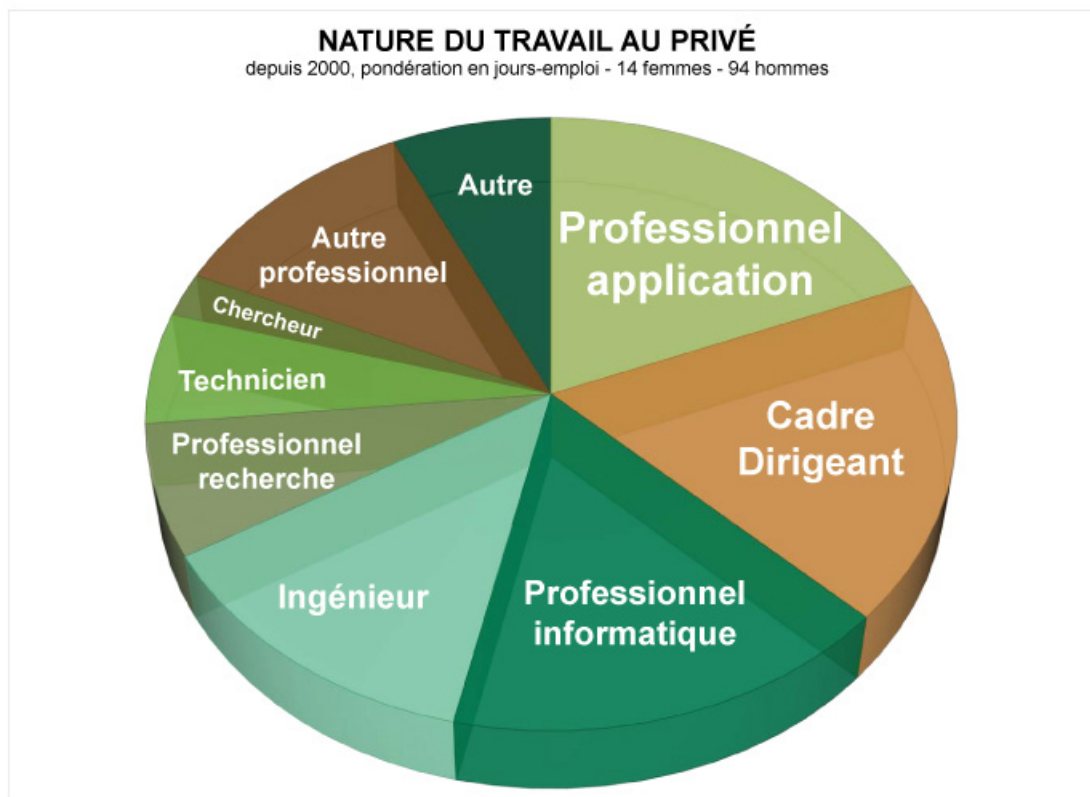 NATURE DU TRAVAIL AU PRIVÉ
depuis 2000, pondération en jours-emploi - 14 femmes - 94 hommes
Autre
Professionnel
application
Autre
professionnel
Chercheur
Technicien
Cadre
Dirigeant
Professionnel
recherche
Ingénieur
Professionnel
informatique